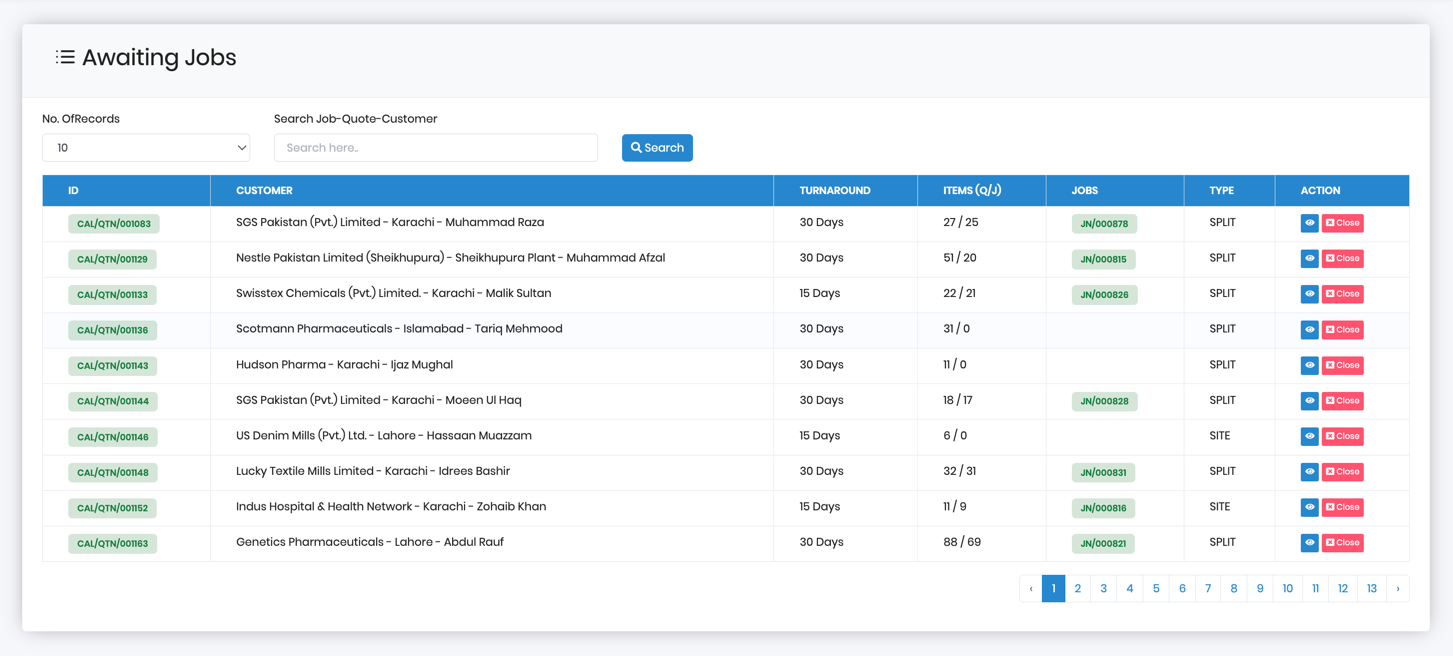 Awaiting Jobs
No. OfRecords Search Job-Quote-Customer
10 Search here.. Search
ID CUSTOMER TURNAROUND ITEMS (Q/J) JOBS TYPE ACTION
CAL/QTN/001083 SGS Pakistan (Pvt.) Limited - Karachi - Muhammad Raza 30 Days 27 / 25 JN/000878 SPLIT Close
CAL/QTN/001129 Nestle Pakistan Limited (Sheikhupura) - Sheikhupura Plant - Muhammad Afzal 30 Days 51 / 20 JN/000815 SPLIT Close
CAL/QTN/001133 Swisstex Chemicals (Pvt.) Limited. - Karachi - Malik Sultan 15 Days 22 / 21 JN/000826 SPLIT Close
CAL/QTN/001136 Scotmann Pharmaceuticals - Islamabad - Tariq Mehmood 30 Days 31 / 0 SPLIT Close
CAL/QTN/001143 Hudson Pharma - Karachi - Ijaz Mughal 30 Days 11 / 0 SPLIT Close
CAL/QTN/001144 SGS Pakistan (Pvt.) Limited - Karachi - Moeen Ul Haq 30 Days 18 / 17 JN/000828 SPLIT Close
CAL/QTN/001146 US Denim Mills (Pvt.) Ltd. - Lahore - Hassaan Muazzam 15 Days 6 / 0 SITE Close
CAL/QTN/001148 Lucky Textile Mills Limited - Karachi - Idrees Bashir 30 Days 32 / 31 JN/000831 SPLIT Close
CAL/QTN/001152 Indus Hospital & Health Network - Karachi - Zohaib Khan 15 Days 11 / 9 JN/000816 SITE Close
CAL/QTN/001163 Genetics Pharmaceuticals - Lahore - Abdul Rauf 30 Days 88 / 69 JN/000821 SPLIT Close
‹ 1 2 3 4 5 6 7 8 9 10 11 12 13 ›